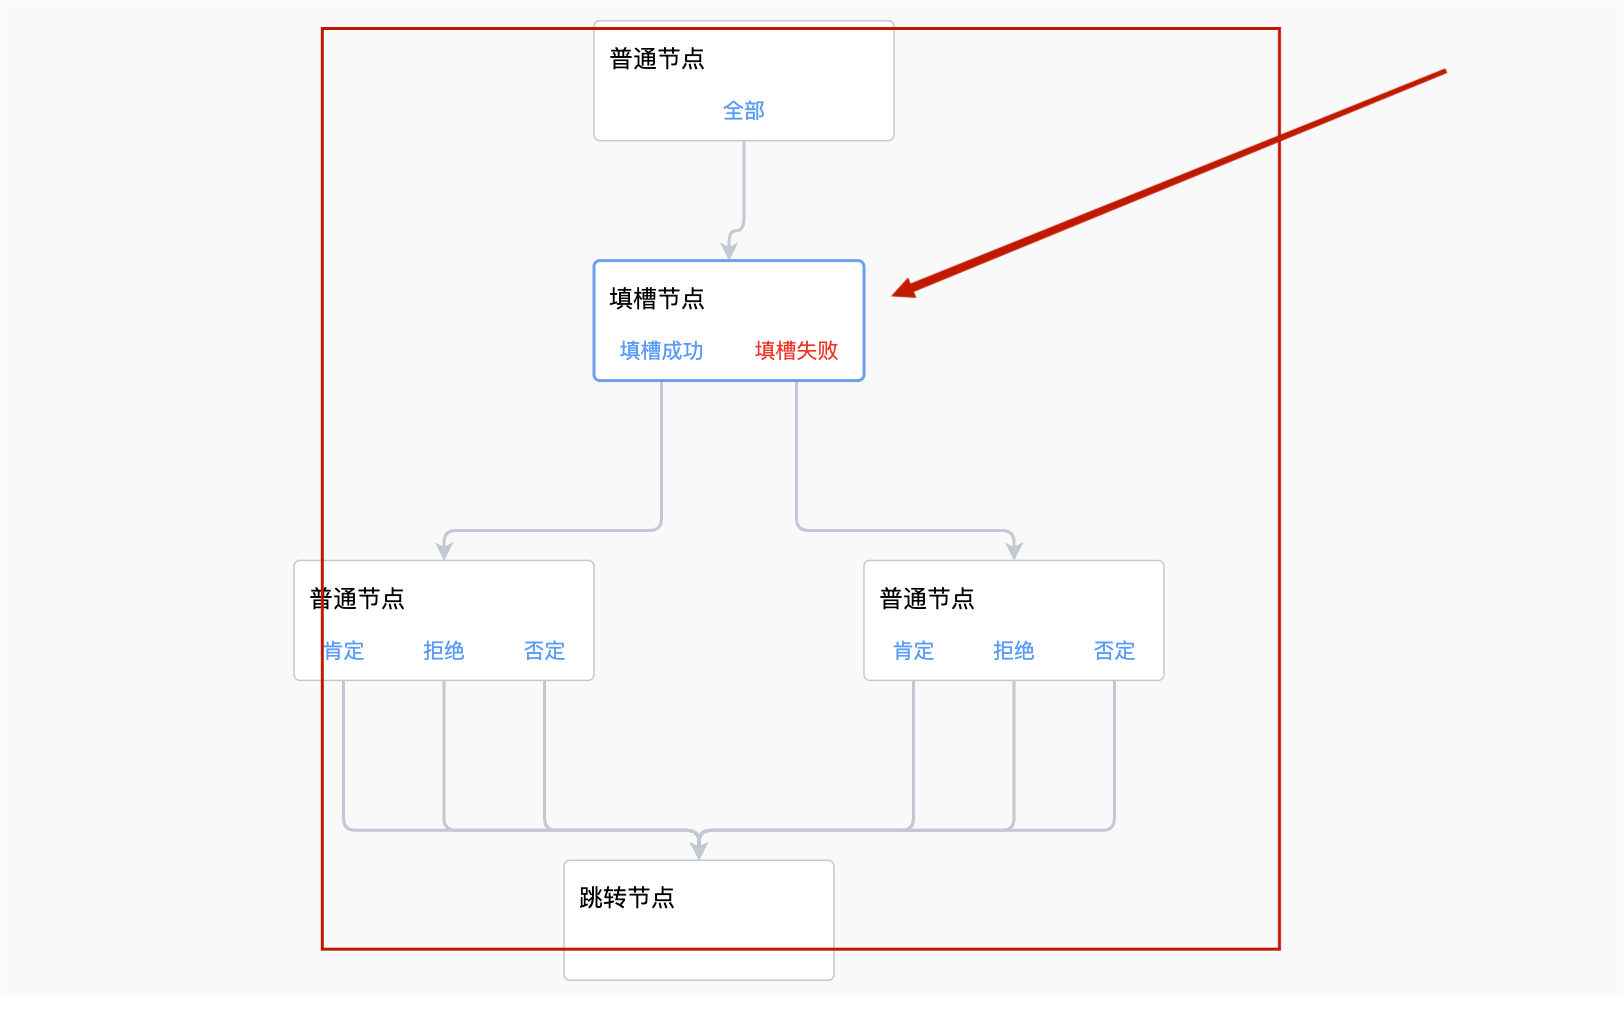 普通节点
全部
填槽节点
填槽成功 填槽失败
普通节点 普通节点
肯定 拒绝 否定 肯定 拒绝 否定
跳转节点